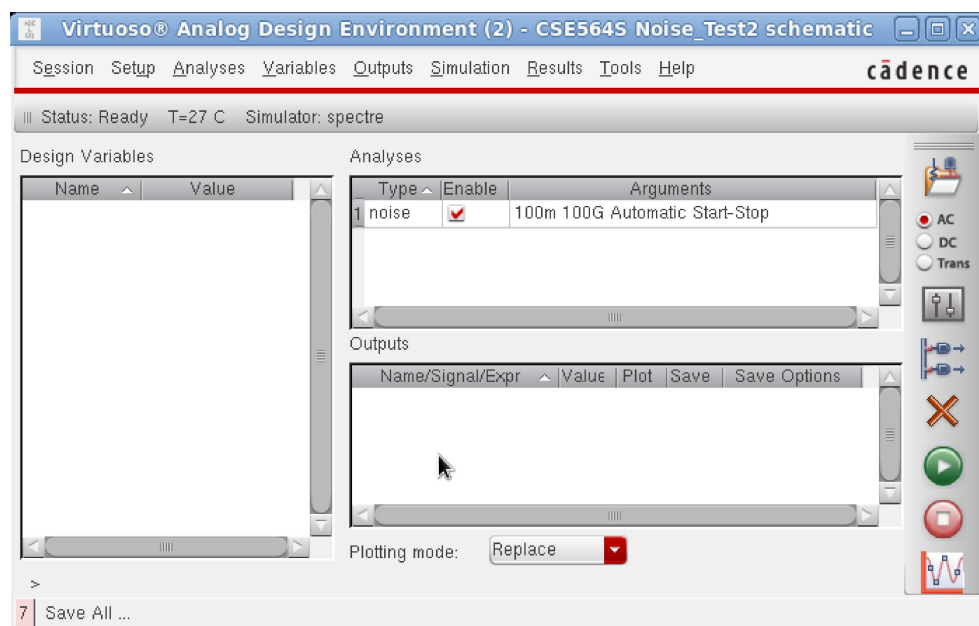 Virtuoso® Analog Design Environment (2) - CSE564S Noise_Test2 schematic
Session Setup Analyses Variables Outputs Simulation Results Tools Help cādence
Status: Ready T=27 C Simulator: spectre
Design Variables
Name Value
Analyses
Type Enable Arguments
1 noise 100m 100G Automatic Start-Stop
Outputs
Name/Signal/Expr Value Plot Save Save Options
Plotting mode: Replace
AC
DC
Trans
>
7 Save All ...